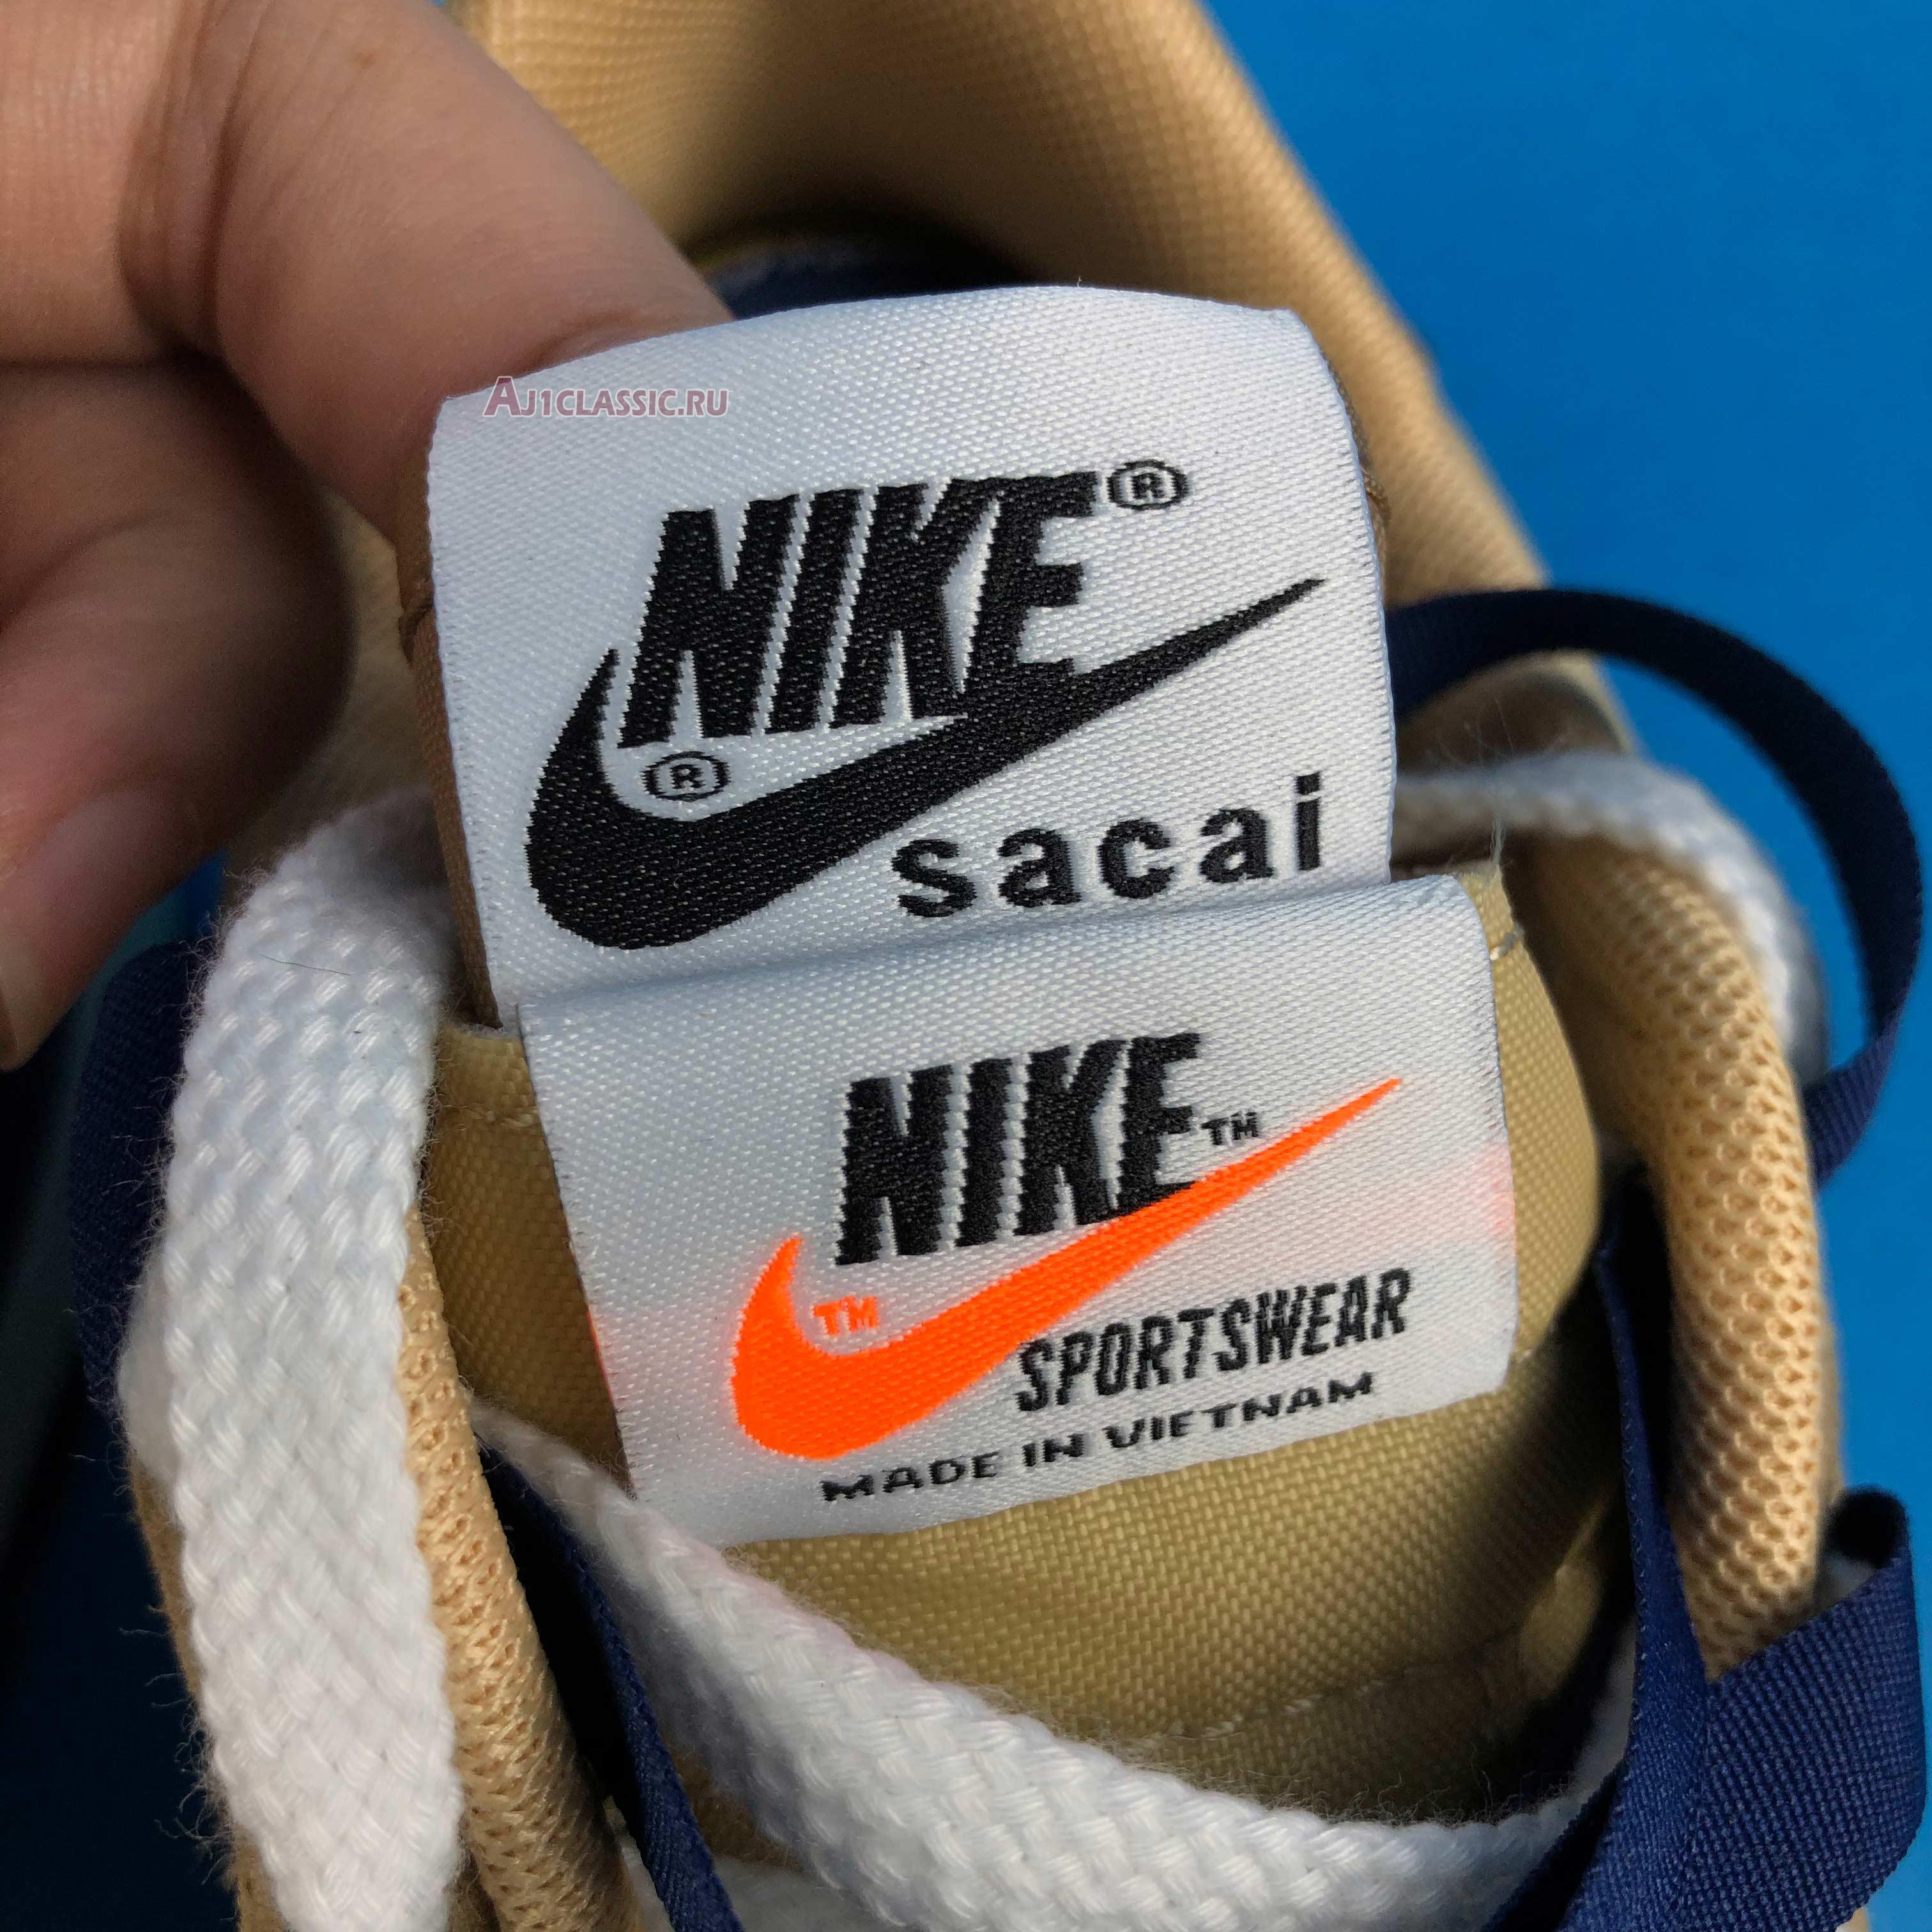 AJ1CLASSIC.RU
NIKE®
®
sacai
NIKE™
™
SPORTSWEAR
MADE IN VIETNAM